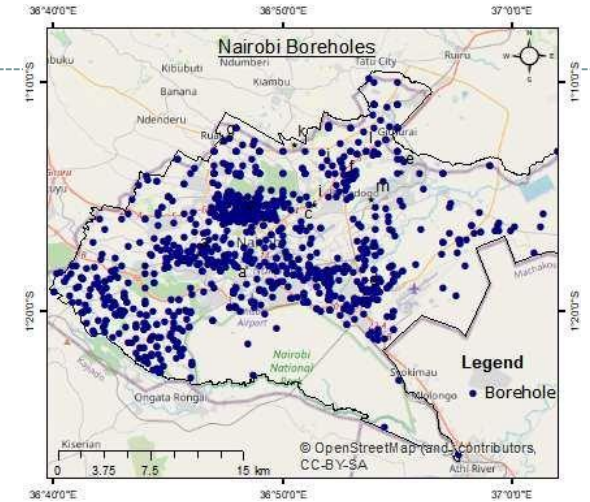 36°40'0"E 36°50'0"E 37°0'0"E
Nairobi Boreholes
N
W E
S
Ndumberi Tatu City Ruiru
Kibubuti
Kiambu
Banana
1°10'0"S 1°10'0"S
Ndenderu
g k
l
e
f
m
i
c
a
1°20'0"S 1°20'0"S
Airport
Machakos
Nairobi
National
Legend
Borehole
Syokimau
Ongata Rongai
Kiserian
© OpenStreetMap (and) contributors,
CC-BY-SA
0 3.75 7.5 15 km
Athi River
36°40'0"E 36°50'0"E 37°0'0"E